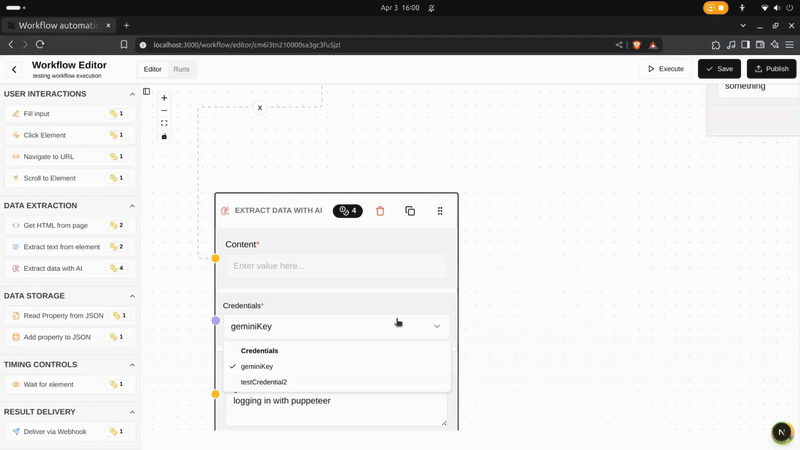 Apr 3 16:00
Workflow automatic
localhost:3000/workflow/editor/cm6i3tn210000sa3gc3fu5jzi
Workflow Editor
testing workflow execution
Editor
Runs
Execute
Save
Publish
USER INTERACTIONS
Fill input 1
Click Element 1
Navigate to URL 1
Scroll to Element 1
DATA EXTRACTION
Get HTML from page 2
Extract text from element 2
Extract data with AI 4
DATA STORAGE
Read Property from JSON 1
Add property to JSON 1
TIMING CONTROLS
Wait for element 1
RESULT DELIVERY
Deliver via Webhook 1
X
something
EXTRACT DATA WITH AI 4
Content*
Enter value here...
Credentials*
geminiKey
Credentials
geminiKey
testCredential2
logging in with puppeteer
N